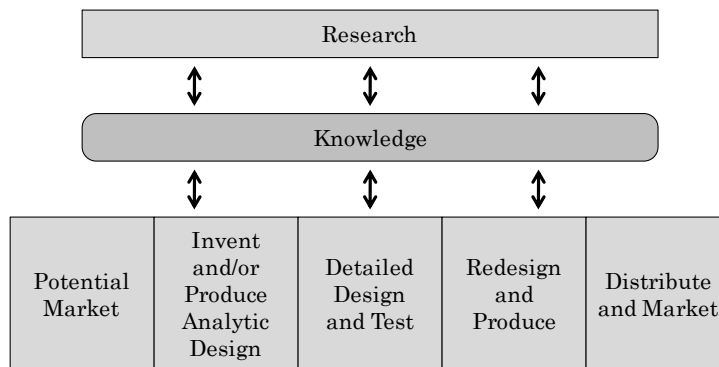 Research
Knowledge
Potential
Market
Invent
and/or
Produce
Analytic
Design
Detailed
Design
and Test
Redesign
and
Produce
Distribute
and Market